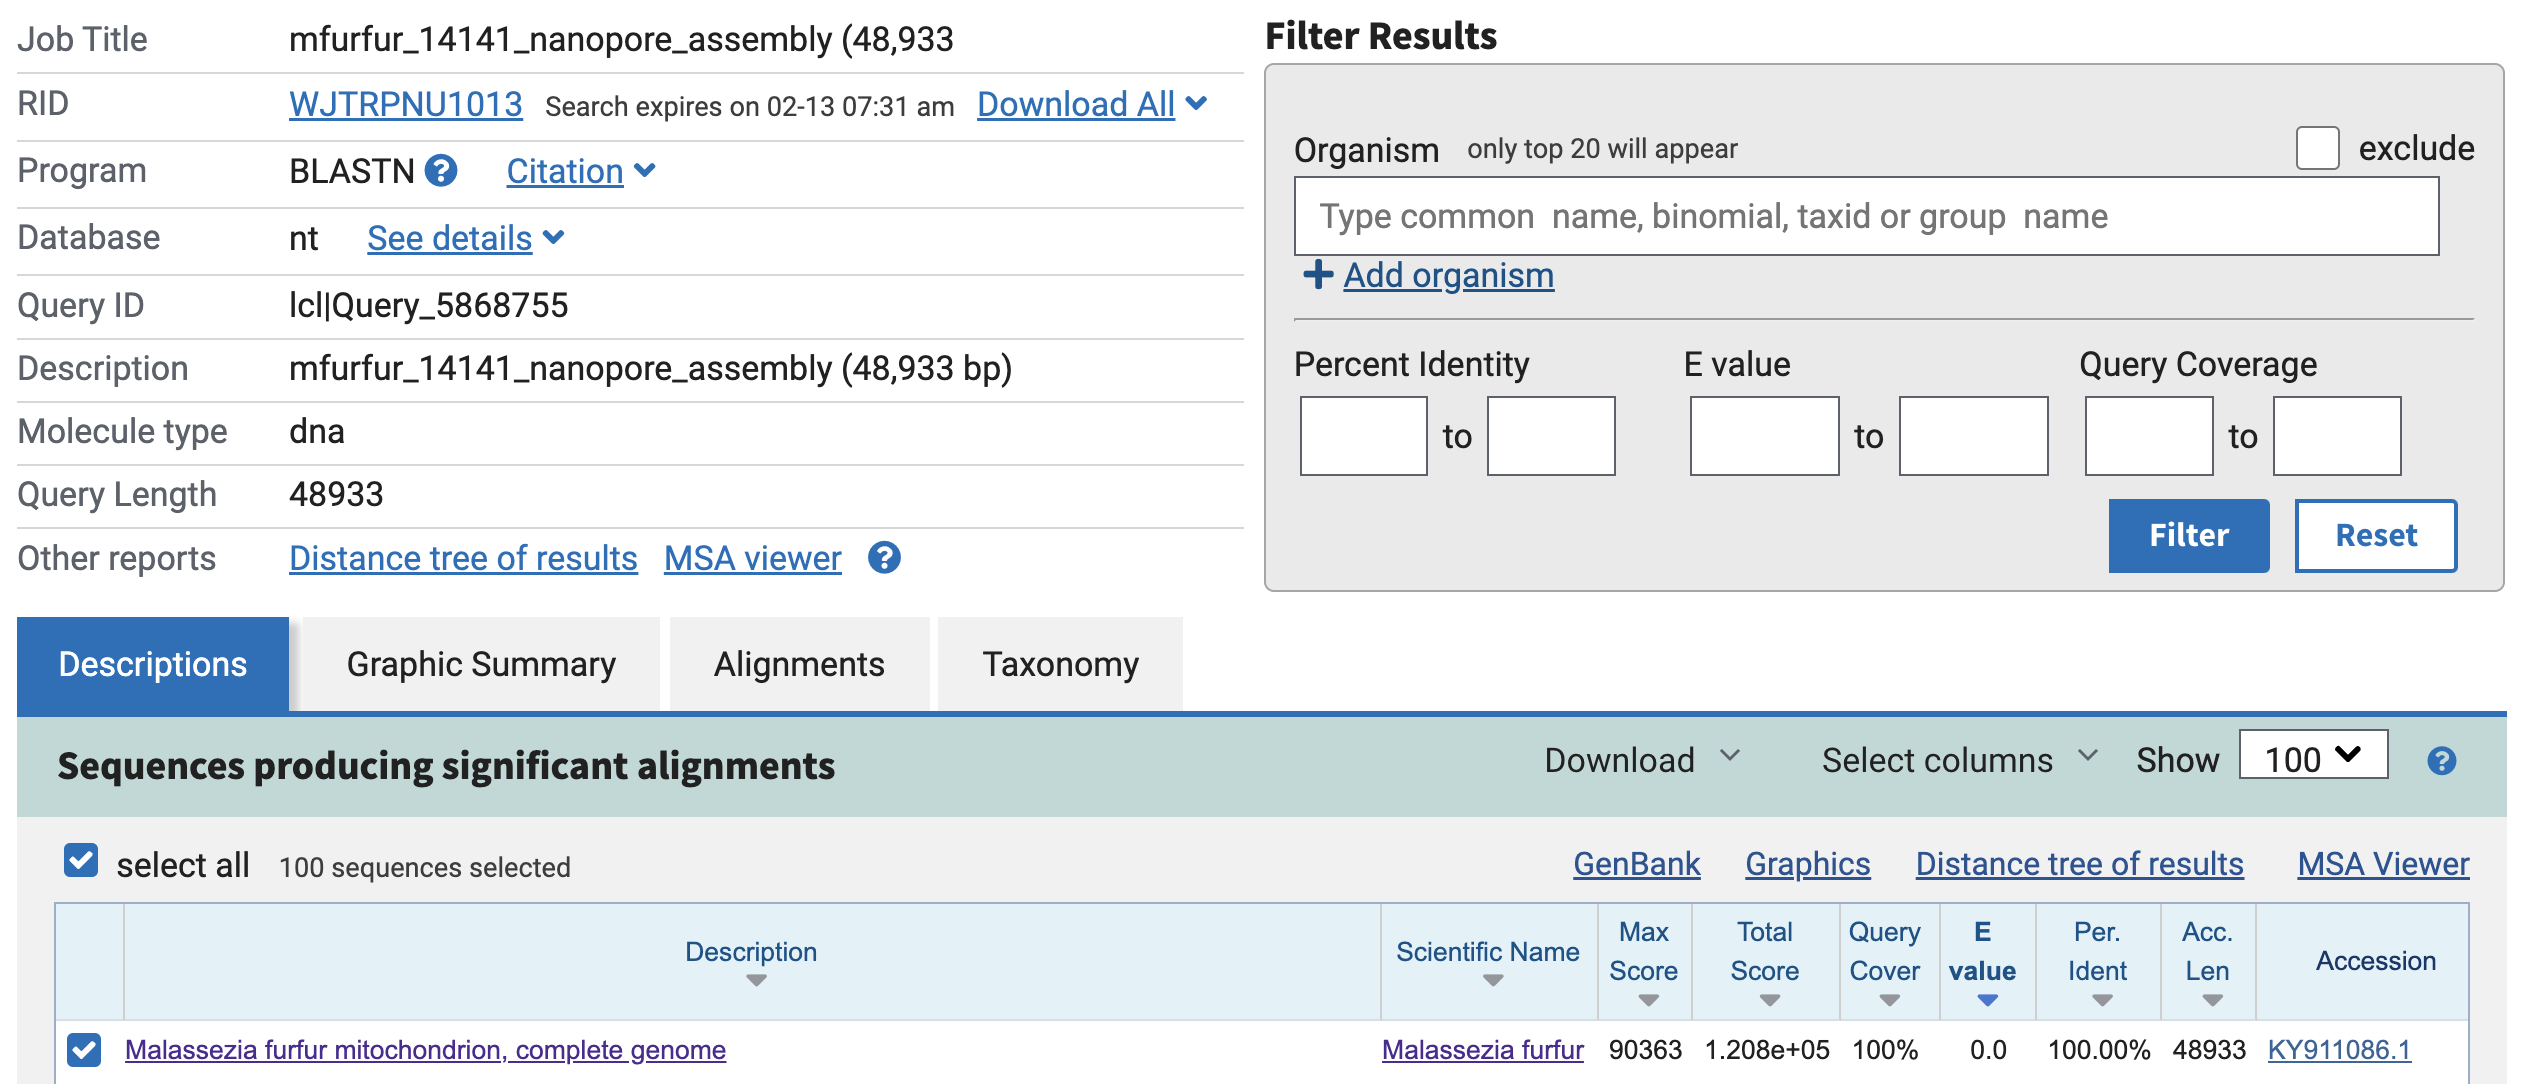 Job Title mfurfur_14141_nanopore_assembly (48,933
RID WJTRPNU1013 Search expires on 02-13 07:31 am Download All
Program BLASTN ? Citation
Database nt See details
Query ID lcl|Query_5868755
Description mfurfur_14141_nanopore_assembly (48,933 bp)
Molecule type dna
Query Length 48933
Other reports Distance tree of results MSA viewer ?
Filter Results
Organism only top 20 will appear exclude
Type common name, binomial, taxid or group name
+ Add organism
Percent Identity E value Query Coverage
to to to
Filter Reset
Descriptions Graphic Summary Alignments Taxonomy
Sequences producing significant alignments Download Select columns Show 100 ?
select all 100 sequences selected GenBank Graphics Distance tree of results MSA Viewer
Description Scientific Name Max Score Total Score Query Cover E value Per. Ident Acc. Len Accession
Malassezia furfur mitochondrion, complete genome Malassezia furfur 90363 1.208e+05 100% 0.0 100.00% 48933 KY911086.1